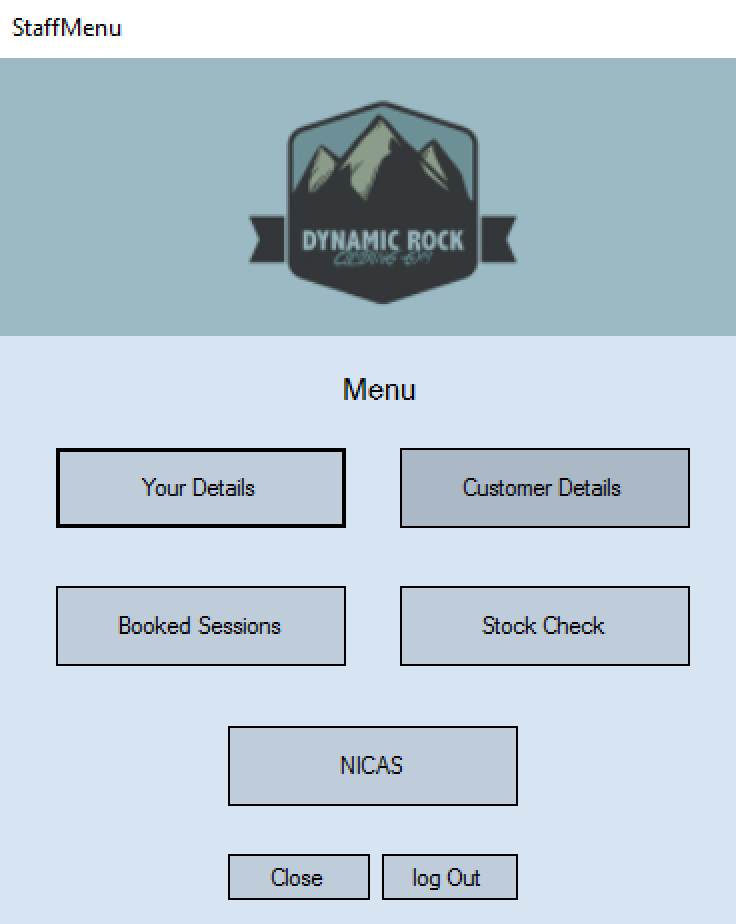 StaffMenu
DYNAMIC ROCK
Menu
Your Details
Customer Details
Booked Sessions
Stock Check
NICAS
Close
log Out